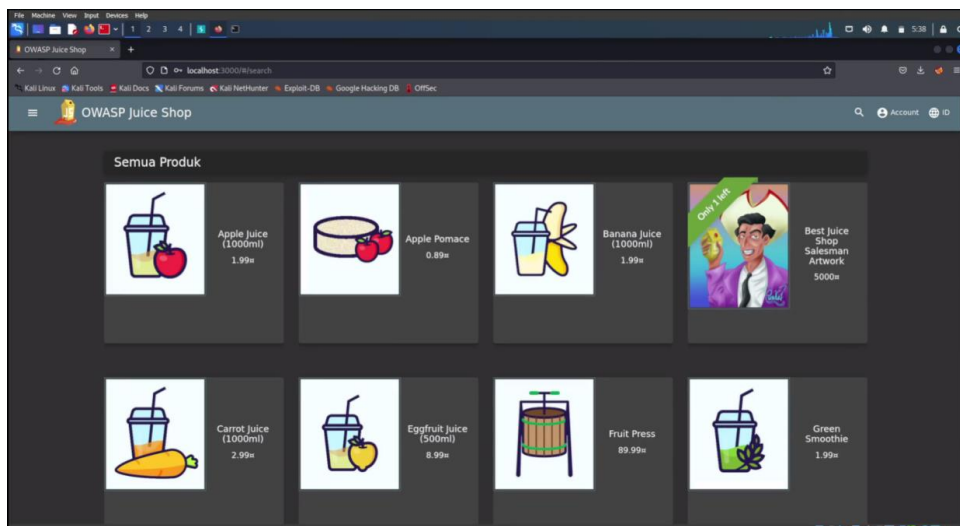 File Machine View Input Devices Help
1 2 3 4
5:38
OWASP Juice Shop
localhost:3000/#/search
Kali Linux Kali Tools Kali Docs Kali Forums Kali NetHunter Exploit-DB Google Hacking DB OffSec
OWASP Juice Shop
Account ID
Semua Produk
Apple Juice
(1000ml)
1.99¤
Apple Pomace
0.89¤
Banana Juice
(1000ml)
1.99¤
Only 1 left
Best Juice
Shop
Salesman
Artwork
5000¤
Carrot Juice
(1000ml)
2.99¤
Eggfruit Juice
(500ml)
8.99¤
Fruit Press
89.99¤
Green
Smoothie
1.99¤